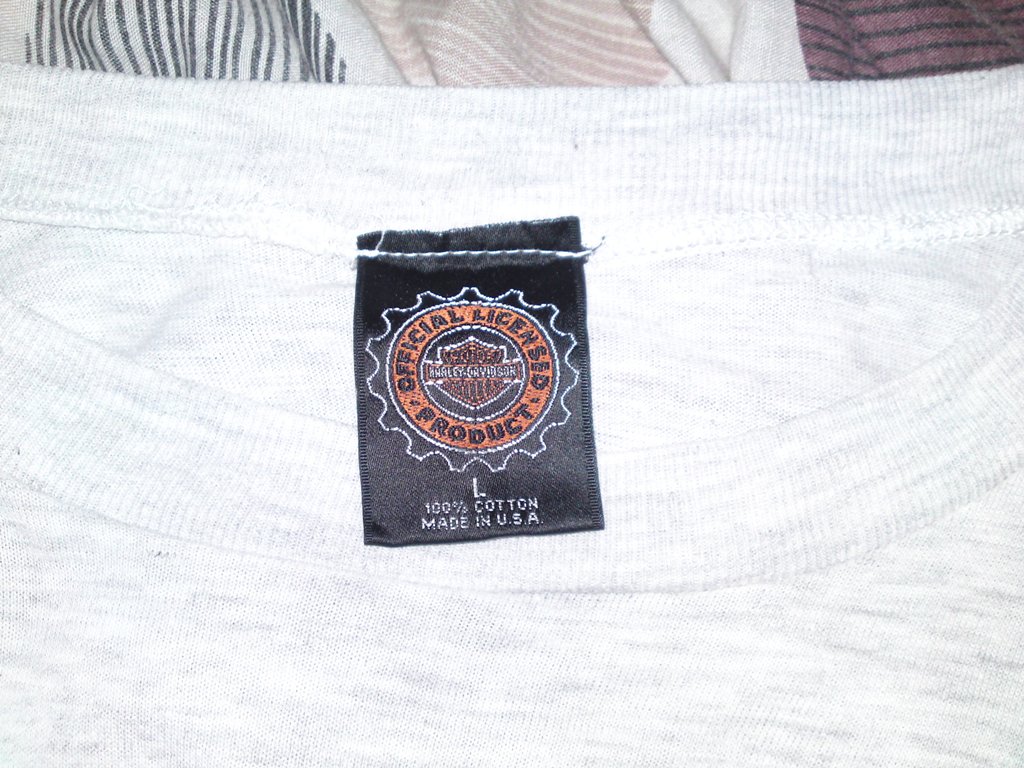 OFFICIAL LICENSED
HARLEY-DAVIDSON
PRODUCT
L
100% COTTON
MADE IN U.S.A.